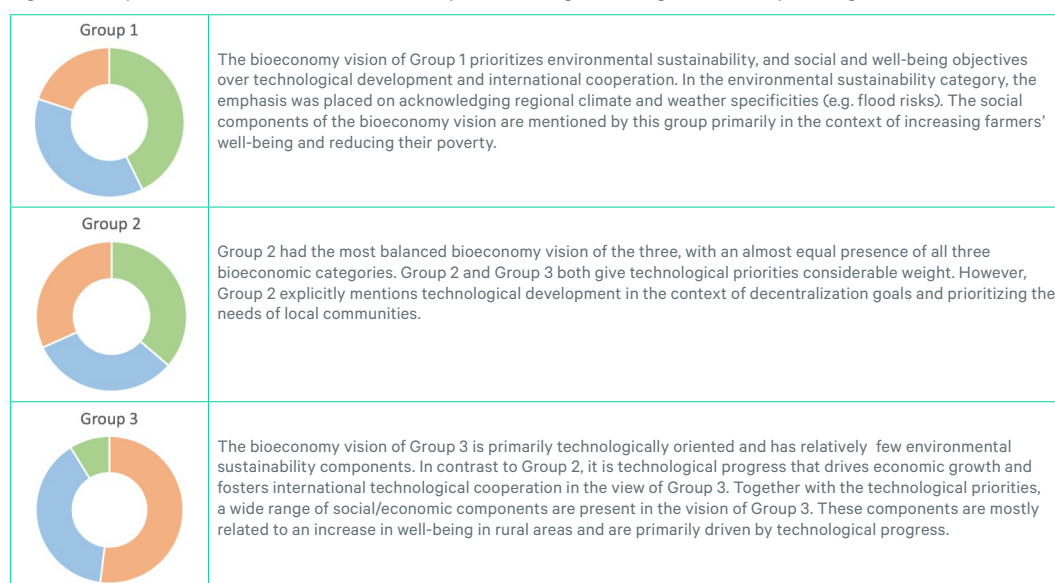 Group 1
The bioeconomy vision of Group 1 prioritizes environmental sustainability, and social and well-being objectives
over technological development and international cooperation. In the environmental sustainability category, the
emphasis was placed on acknowledging regional climate and weather specificities (e.g. flood risks). The social
components of the bioeconomy vision are mentioned by this group primarily in the context of increasing farmers’
well-being and reducing their poverty.
Group 2
Group 2 had the most balanced bioeconomy vision of the three, with an almost equal presence of all three
bioeconomic categories. Group 2 and Group 3 both give technological priorities considerable weight. However,
Group 2 explicitly mentions technological development in the context of decentralization goals and prioritizing the
needs of local communities.
Group 3
The bioeconomy vision of Group 3 is primarily technologically oriented and has relatively few environmental
sustainability components. In contrast to Group 2, it is technological progress that drives economic growth and
fosters international technological cooperation in the view of Group 3. Together with the technological priorities,
a wide range of social/economic components are present in the vision of Group 3. These components are mostly
related to an increase in well-being in rural areas and are primarily driven by technological progress.